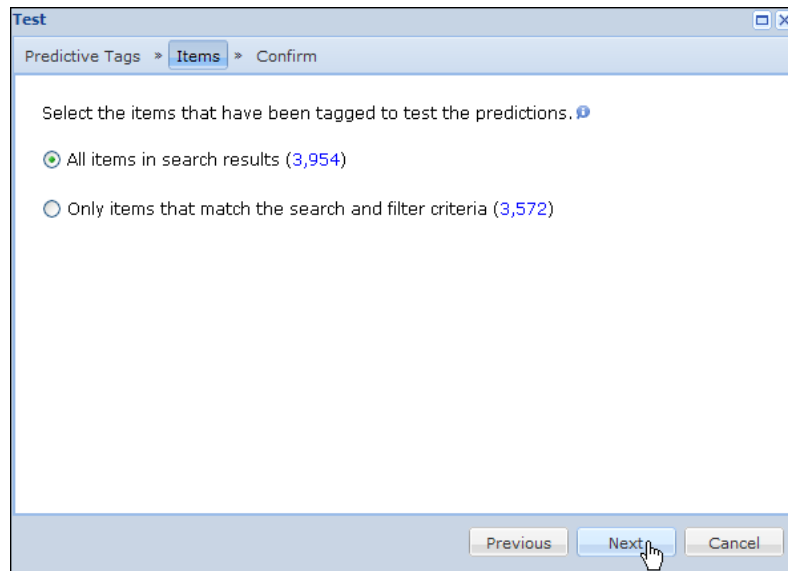 Test
Predictive Tags » Items » Confirm
Select the items that have been tagged to test the predictions.
All items in search results (3,954)
Only items that match the search and filter criteria (3,572)
Previous Next Cancel